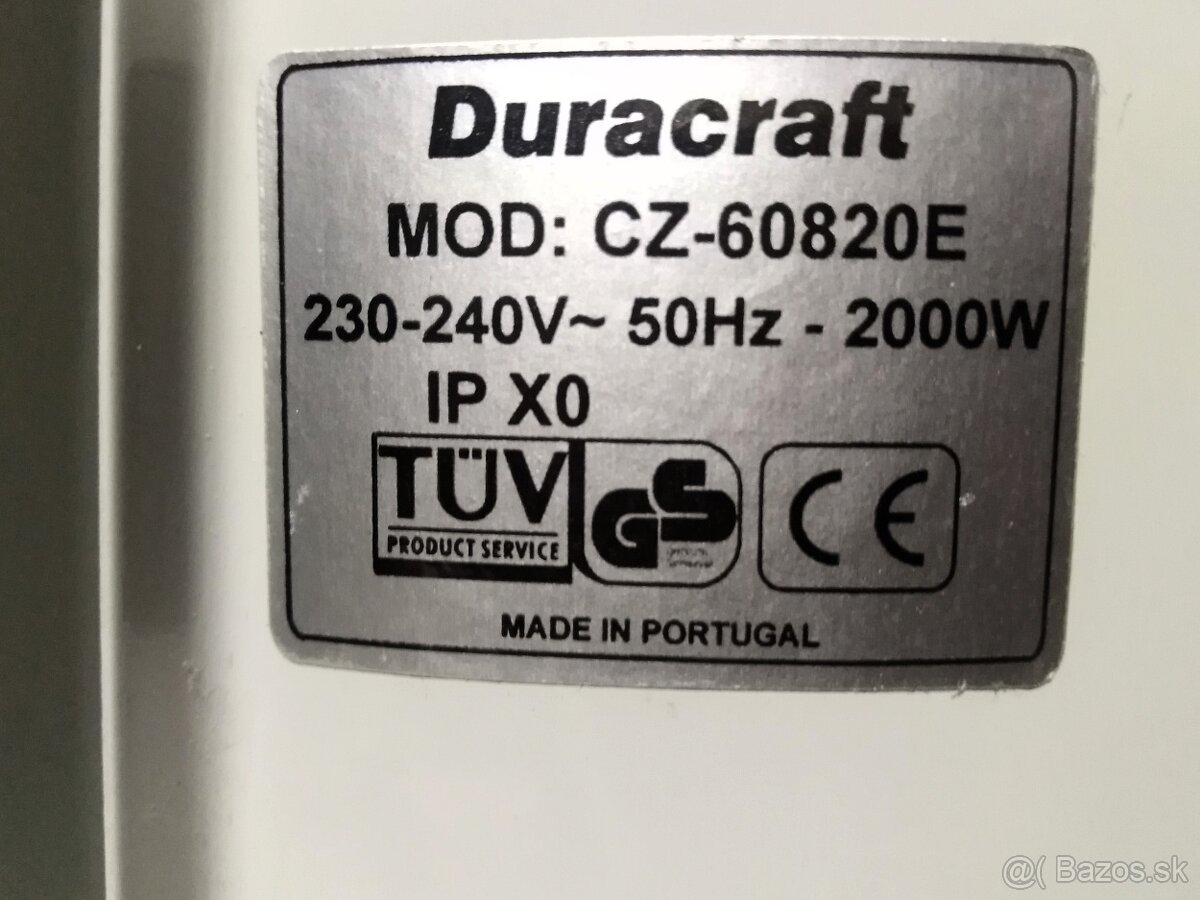 Duracraft
MOD: CZ-60820E
230-240V~ 50Hz - 2000W
IP X0
TÜV
PRODUCT SERVICE
GS
CE
MADE IN PORTUGAL
@( Bazos.sk